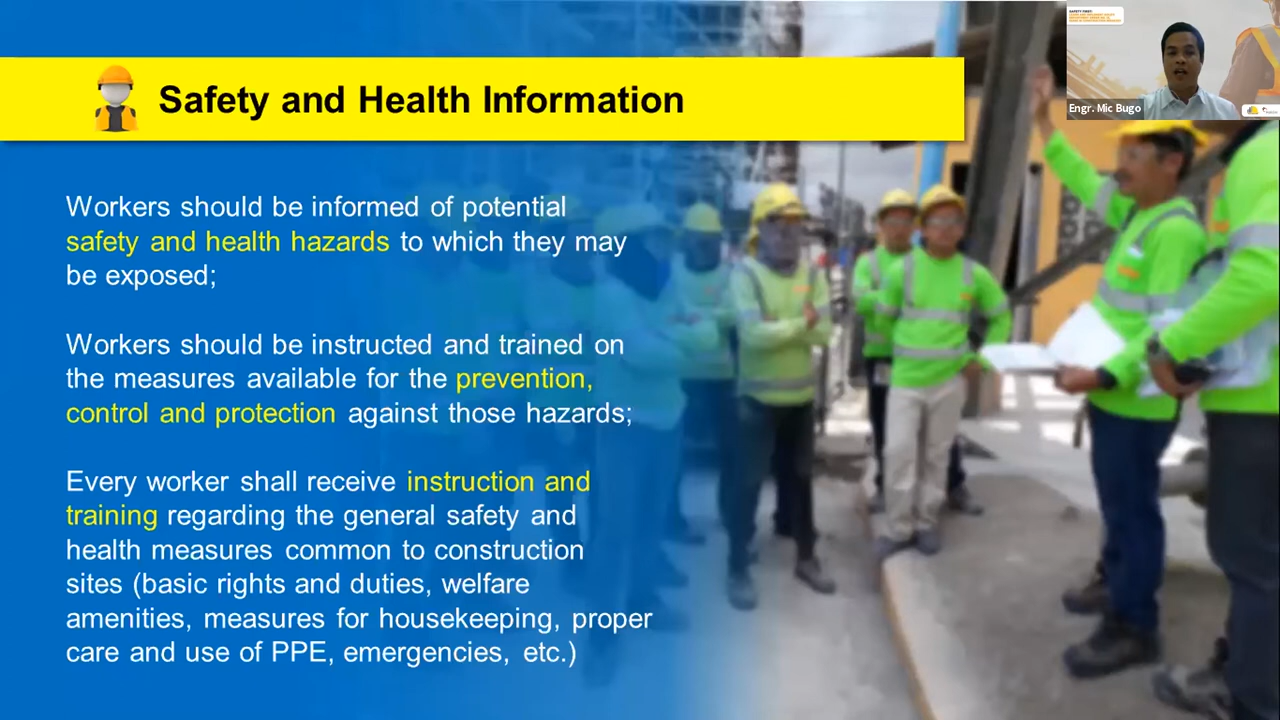 Safety and Health Information
Workers should be informed of potential
safety and health hazards to which they may
be exposed;
Workers should be instructed and trained on
the measures available for the prevention,
control and protection against those hazards;
Every worker shall receive instruction and
training regarding the general safety and
health measures common to construction
sites (basic rights and duties, welfare
amenities, measures for housekeeping, proper
care and use of PPE, emergencies, etc.)
SAFETY FIRST:
Engr. Mic Bugo